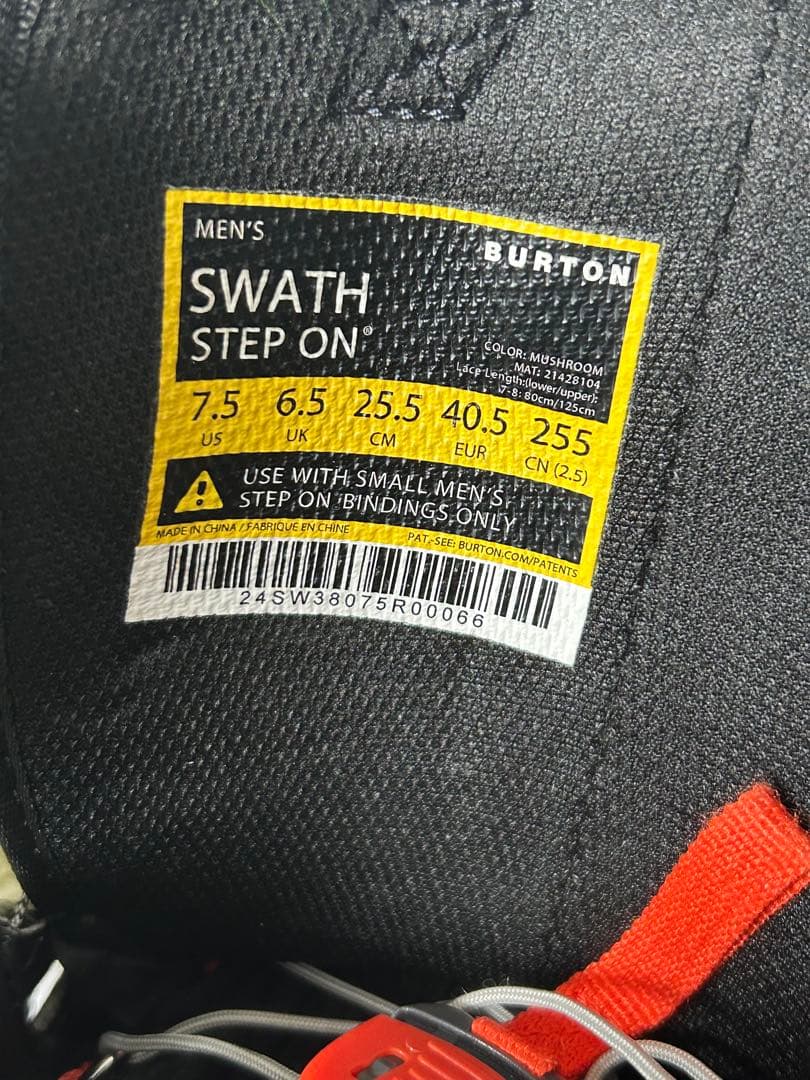 MEN'S
BURTON
SWATH
STEP ON®
COLOR: MUSHROOM
MAT: 21428104
Lace Length:(lower/upper):
7-8: 80cm/125cm
7.5 6.5 25.5 40.5 255
US UK CM EUR CN (2.5)
USE WITH SMALL MEN'S
STEP ON BINDINGS ONLY
MADE IN CHINA / FABRIQUÉ EN CHINE
PAT.-SEE: BURTON.COM/PATENTS
24SW38075R00066